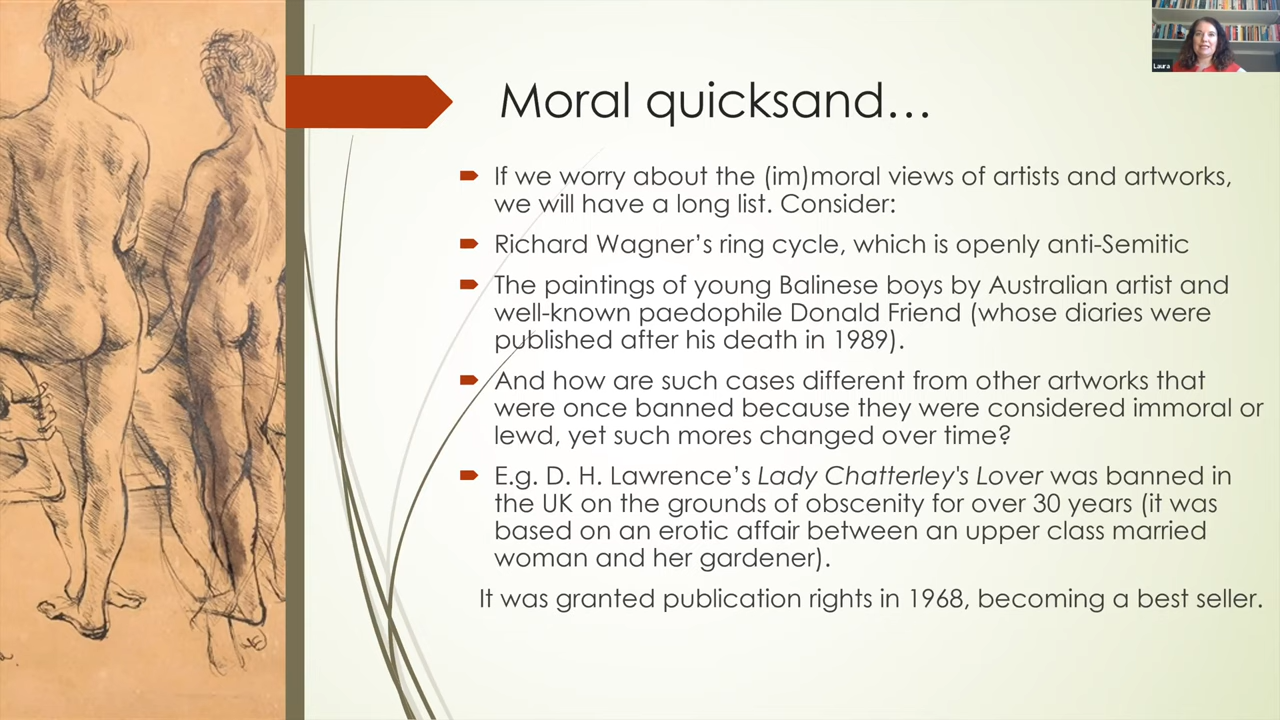 Laura
Moral quicksand…
If we worry about the (im)moral views of artists and artworks,
we will have a long list. Consider:
Richard Wagner's ring cycle, which is openly anti-Semitic
The paintings of young Balinese boys by Australian artist and
well-known paedophile Donald Friend (whose diaries were
published after his death in 1989).
And how are such cases different from other artworks that
were once banned because they were considered immoral or
lewd, yet such mores changed over time?
E.g. D. H. Lawrence's Lady Chatterley's Lover was banned in
the UK on the grounds of obscenity for over 30 years (it was
based on an erotic affair between an upper class married
woman and her gardener).
It was granted publication rights in 1968, becoming a best seller.